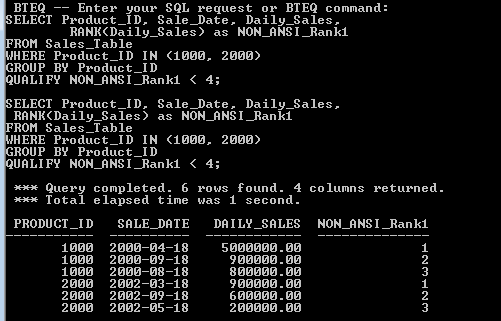 BTEQ -- Enter your SQL request or BTEQ command:
SELECT Product_ID, Sale_Date, Daily_Sales,
RANK(Daily_Sales) as NON_ANSI_Rank1
FROM Sales_Table
WHERE Product_ID IN (1000, 2000)
GROUP BY Product_ID
QUALIFY NON_ANSI_Rank1 < 4;
SELECT Product_ID, Sale_Date, Daily_Sales,
RANK(Daily_Sales) as NON_ANSI_Rank1
FROM Sales_Table
WHERE Product_ID IN (1000, 2000)
GROUP BY Product_ID
QUALIFY NON_ANSI_Rank1 < 4;
*** Query completed. 6 rows found. 4 columns returned.
*** Total elapsed time was 1 second.
PRODUCT_ID SALE_DATE DAILY_SALES NON_ANSI_Rank1
----------- ---------- ----------- --------------
1000 2000-04-18 5000000.00 1
1000 2000-09-18 900000.00 2
1000 2000-08-18 800000.00 3
2000 2002-03-18 900000.00 1
2000 2002-09-18 600000.00 2
2000 2002-05-18 200000.00 3